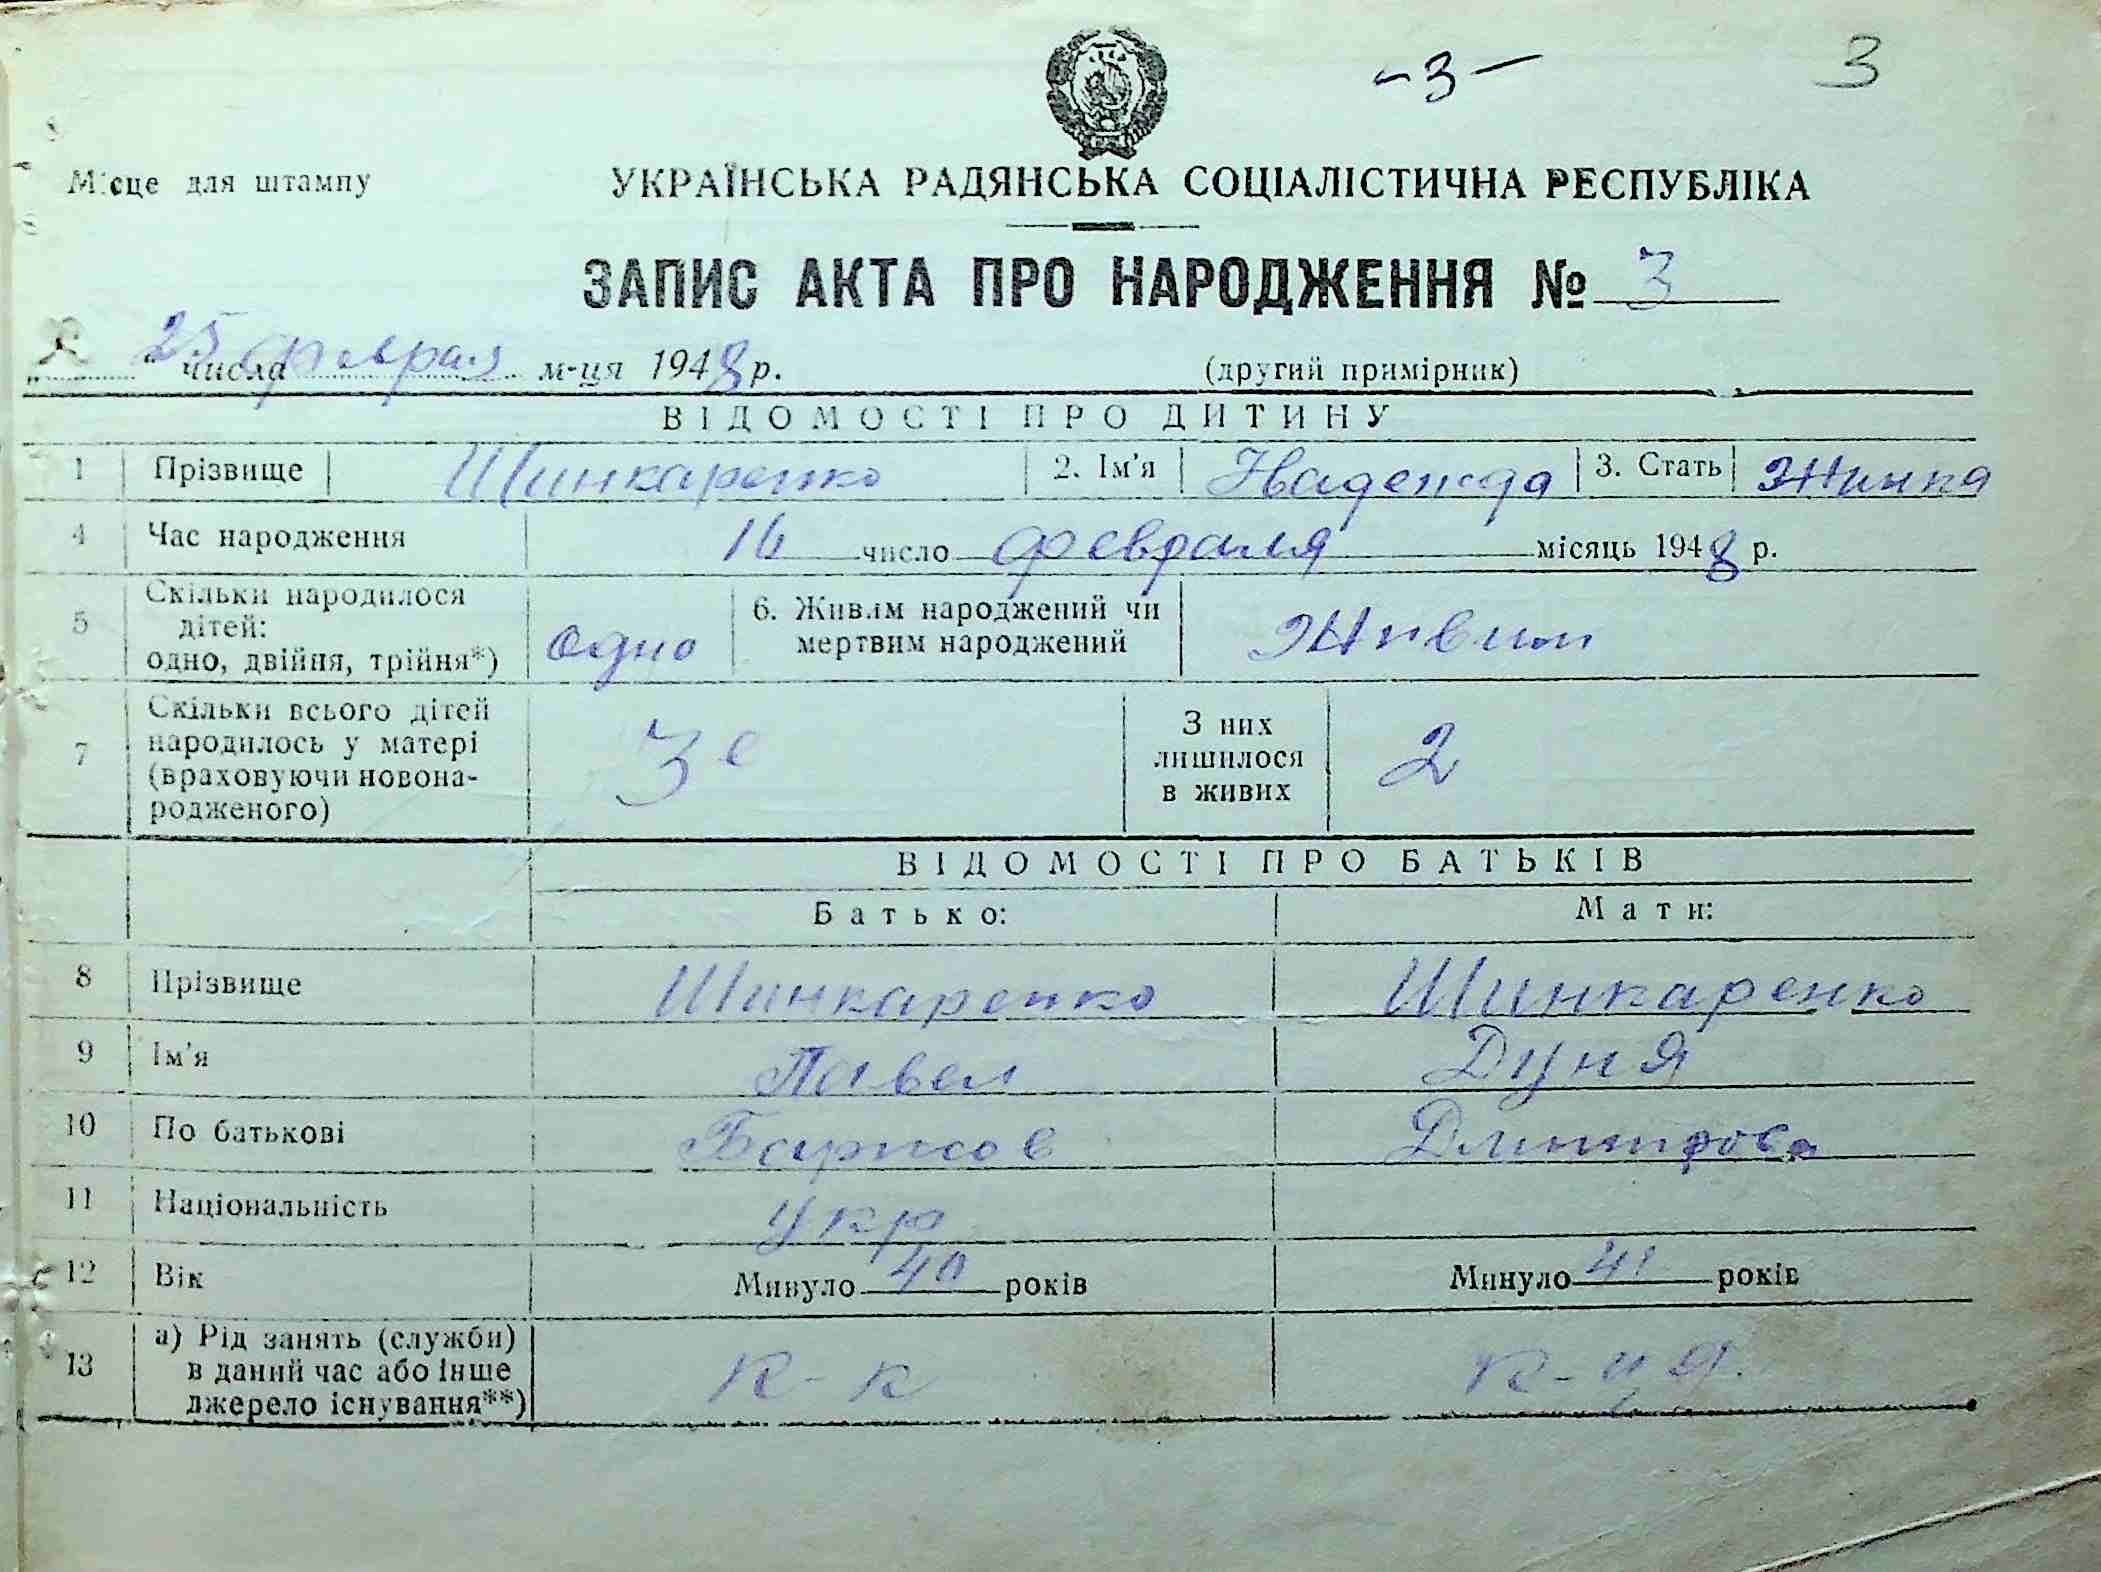 -3-
3
Місце для штампу
УКРАЇНСЬКА РАДЯНСЬКА СОЦІАЛІСТИЧНА РЕСПУБЛІКА
ЗАПИС АКТА ПРО НАРОДЖЕННЯ № 3
" 25 " числа февраля м-ця 1948 р. (другий примірник)
ВІДОМОСТІ ПРО ДИТИНУ
1 Прізвище Шинкаренко 2. Ім'я Надежда 3. Стать жинка
4 Час народження 16 число февраля місяць 1948 р.
5 Скільки народилося дітей: одно, двійня, трійня*) одно 6. Живим народжений чи мертвим народжений живим
7 Скільки всього дітей народилось у матері (враховуючи новонародженого) 3 е З них лишилося в живих 2
ВІДОМОСТІ ПРО БАТЬКІВ
Батько: Мати:
8 Прізвище Шинкаренко Шинкаренко
9 Ім'я Павел Дуня
10 По батькові Борисов Дмитрова
11 Національність укр
12 Вік Минуло 40 років Минуло 41 років
13 а) Рід занять (служби) в даний час або інше джерело існування**) к-к к-ця.